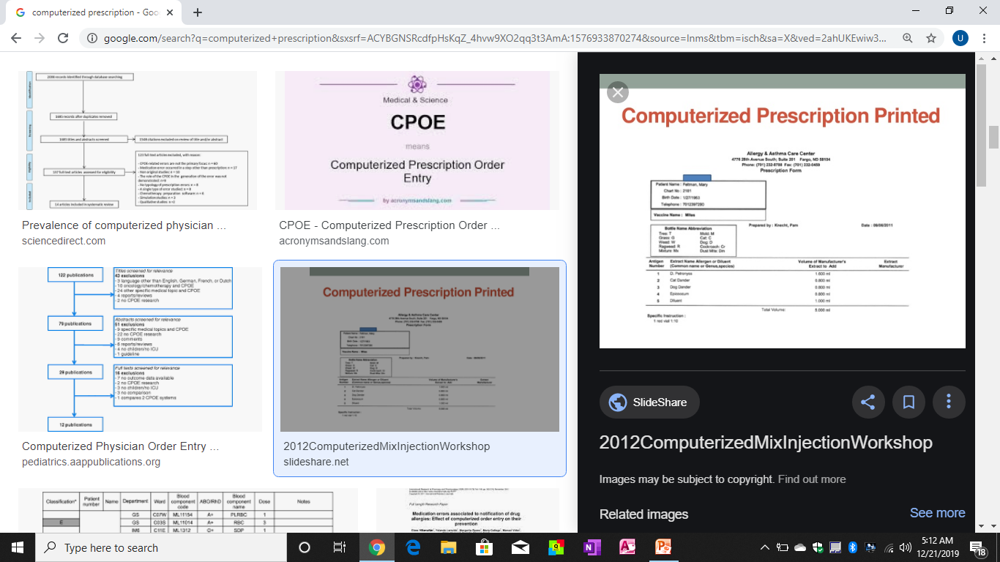 computerized prescription - Goo
google.com/search?q=computerized+prescription&sxsrf=ACYBGNSRcdfpHsKqZ_4hvw9XO2qq3t3AmA:1576933870274&source=lnms&tbm=isch&sa=X&ved=2ahUKEwiw3...
U
2098 records identified through database searching
1685 records after duplicates removed
1685 titles and abstracts screened
1548 citations excluded on review of title and/or abstract
137 full text articles assessed for eligibility
123 full text articles excluded, with reason:
- CPOE related errors are not the primary focus: n = 60
- Medication error occurred in a step other than prescription: n = 17
- Non original studies: n = 10
- The role of the CPOE in the generation of the error was not
demonstrated: n=9
- No typology of prescription errors: n = 8
- A single type of error studied: n = 8
- Chemotherapy preparation software: n = 6
- Simulation studies: n = 3
- Qualitative studies: n =2
14 articles included in systematic review
Prevalence of computerized physician ...
sciencedirect.com
Medical & Science
CPOE
means
Computerized Prescription Order
Entry
by acronymsandslang.com
CPOE - Computerized Prescription Order ...
acronymsandslang.com
122 publications
Titles screened for relevance
43 exclusions
- 3 language other than English, German, French, or Dutch
- 10 oncology/chemotherapy and CPOE
- 24 other specific medical topic and CPOE
- 4 reports/reviews
- 2 no CPOE research
79 publications
Abstracts screened for relevance
51 exclusions
- 9 specific medical topics and CPOE
- 22 no CPOE research
- 9 comments
- 6 reports/reviews
- 4 no children/no ICU
- 1 guideline
28 publications
Full texts screened for relevance
16 exclusions
- 7 no outcome data available
- 2 no CPOE research
- 3 no children/no ICU
- 3 no comparison
- 1 compares 2 CPOE systems
12 publications
Computerized Physician Order Entry ...
pediatrics.aappublications.org
Computerized Prescription Printed
Allergy & Asthma Care Center
Prescription Form
2012ComputerizedMixInjectionWorkshop
slideshare.net
Classification* Patient number Name Department Ward Blood component code ABO/RhD Blood component name Dose Notes
GS C07W ML11154 A+ PLRBC 1
E GS C03S ML11014 A+ RBC 3
IM6 C11E ML1312 O+ SDP 1
Full Length Research Paper
Medication errors associated to notification of drug
allergies: Effect of computerized order entry on their
prevention
Computerized Prescription Printed
Allergy & Asthma Care Center
4776 28th Avenue South; Suite 201 Fargo, ND 58104
Phone: (701) 232-8788 Fax: (701) 232-0459
Prescription Form
Patient Name : Feltman, Mary
Chart No : 2181
Birth Date : 1/27/1963
Telephone : 7012397280
Vaccine Name : Mites
Prepared by : Knecht, Pam
Date : 06/08/2011
Bottle Name Abbreviation
Tree: T Mold: M
Grass: G Cat: C
Weed: W Dog: D
Ragweed: R Cockroach: Cr
Mixture: Mx Dust Mite: Dm
Antigen Number Extract Name Allergen or Diluent (Common name or Genus,species) Volume of Manufacturer's Extract to Add Extract Manufacturer
1 D. Petronyss 1.000 ml
2 Cat Dander 0.800 ml
3 Dog Dander 0.800 ml
4 Epicoccum 0.800 ml
5 Diluent 1.000 ml
Total Volume: 5.000 ml
Specific Instruction :
1 red vial 1:10
SlideShare
2012ComputerizedMixInjectionWorkshop
Images may be subject to copyright. Find out more
Related images
See more
Type here to search
5:12 AM
12/21/2019
18